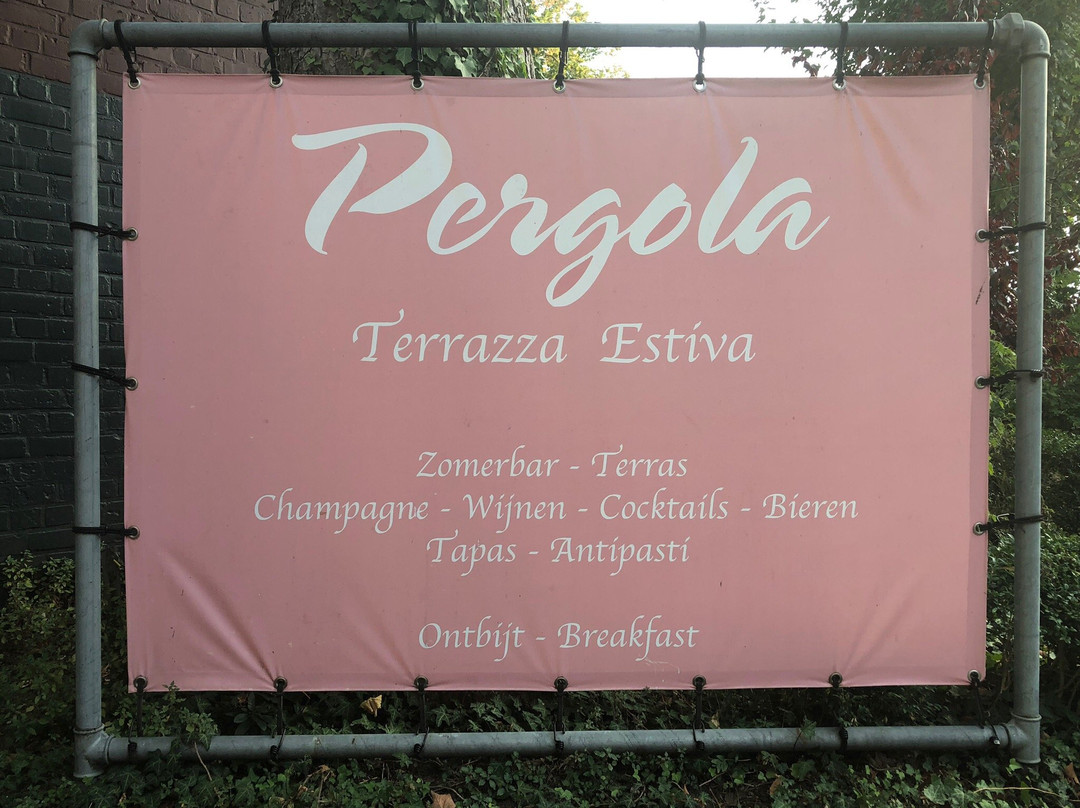 Pergola
Terrazza Estiva
Zomerbar - Terras
Champagne - Wijnen - Cocktails - Bieren
Tapas - Antipasti
Ontbijt - Breakfast